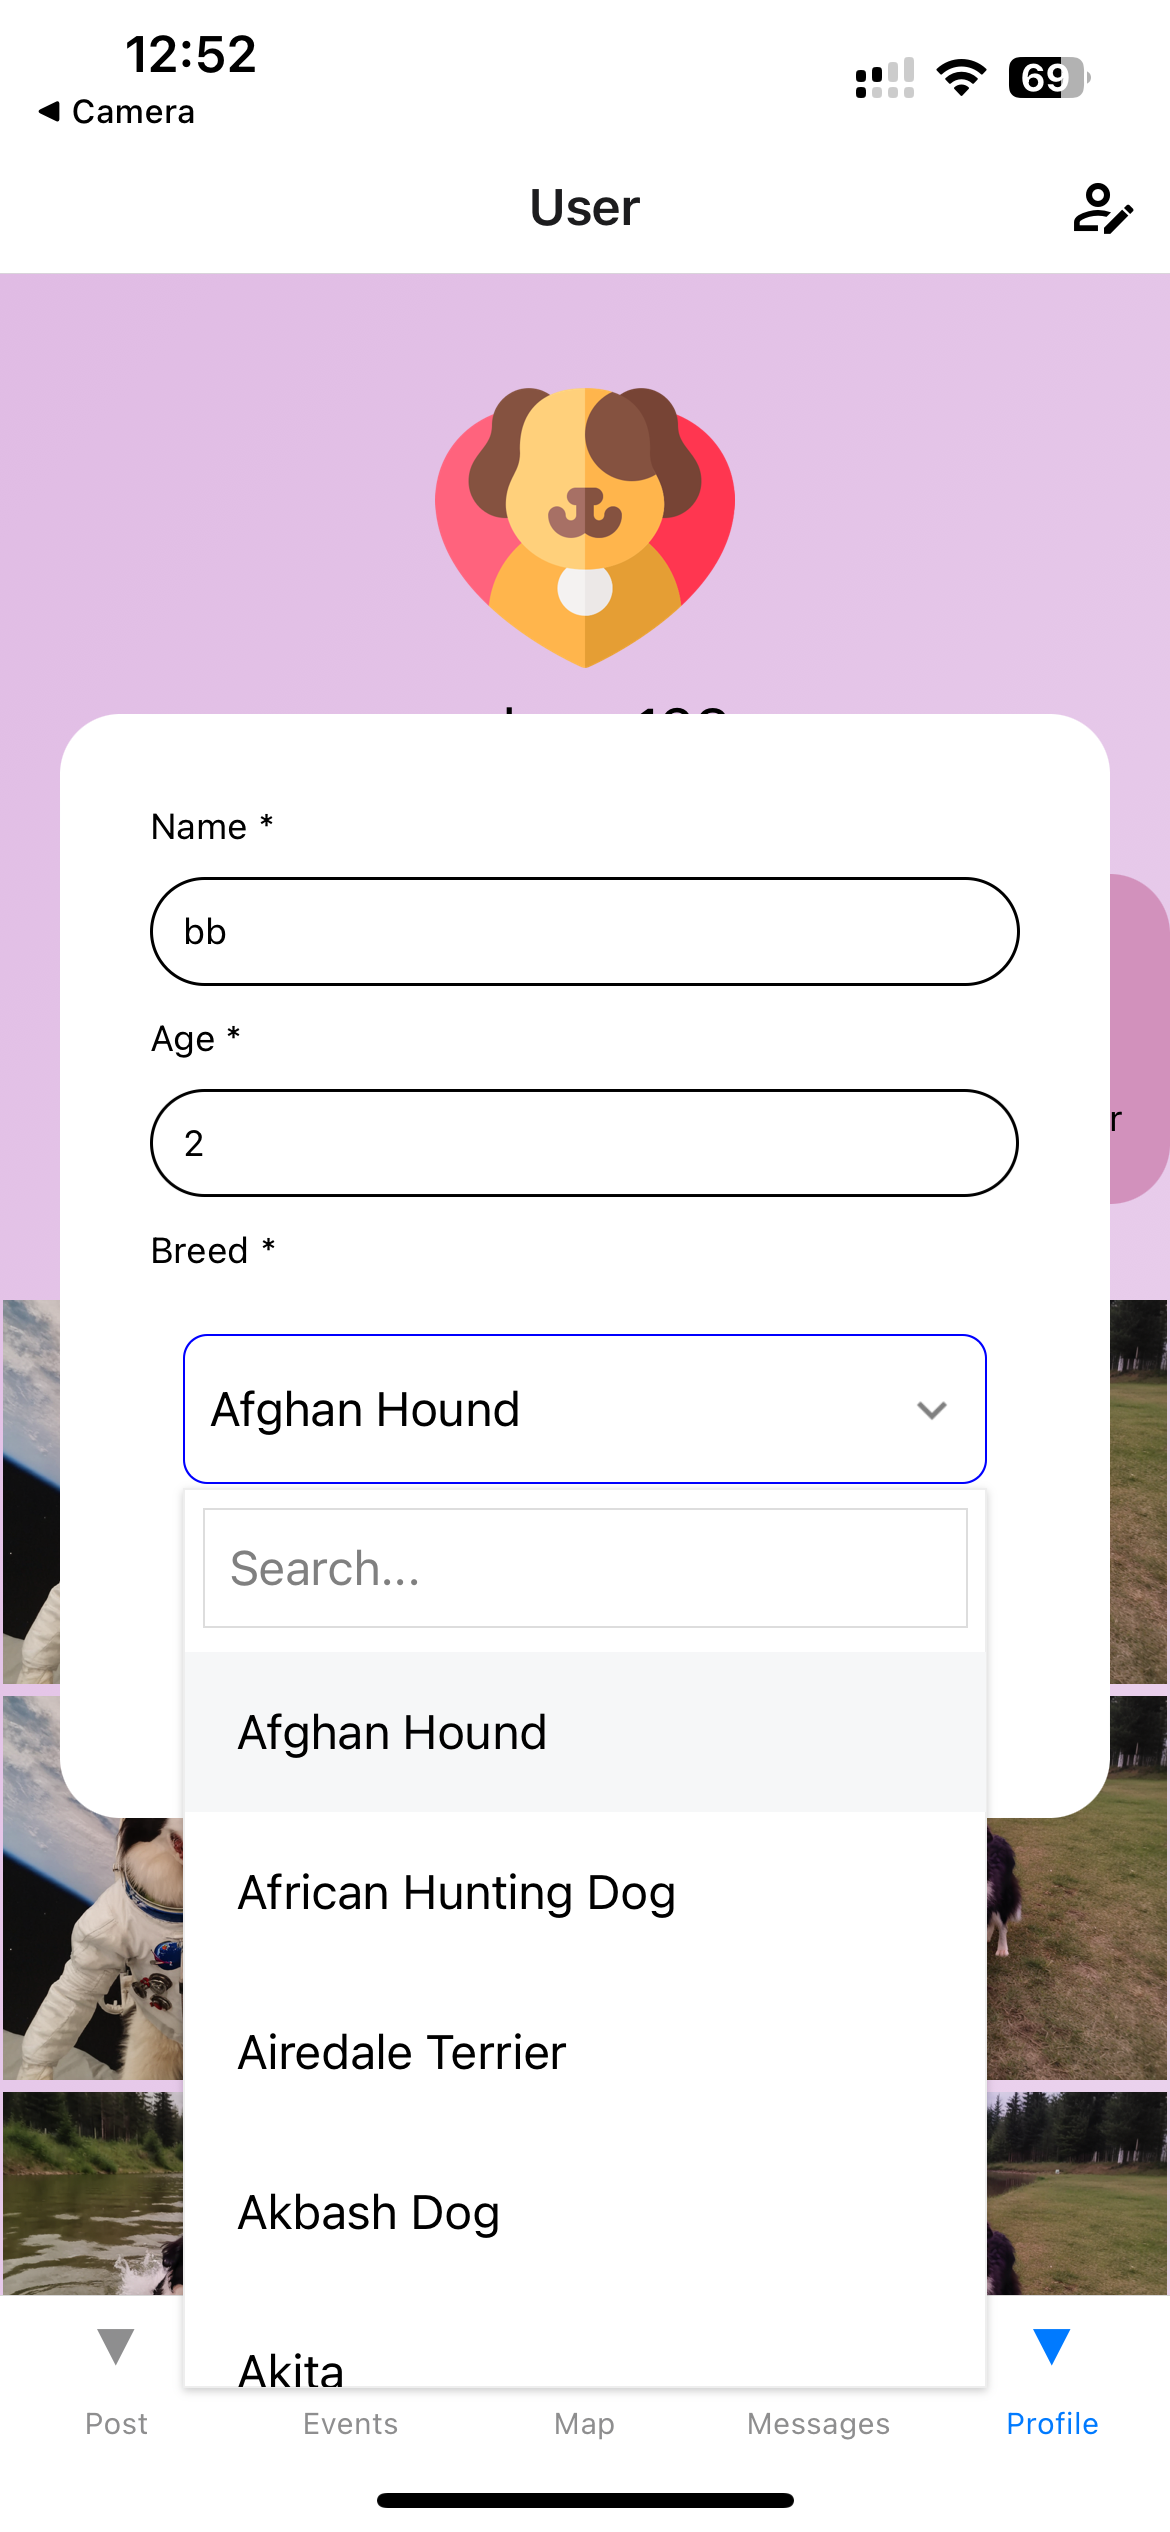 12:52
69
◀ Camera
User
Name *
bb
Age *
2
r
Breed *
Afghan Hound
Search...
Afghan Hound
African Hunting Dog
Airedale Terrier
Akbash Dog
Akita
Post
Events
Map
Messages
Profile